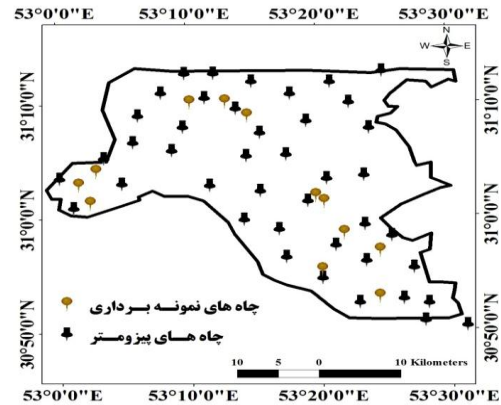 53°0'0"E 53°10'0"E 53°20'0"E 53°30'0"E
N
W E
S
31°10'0"N 31°10'0"N
31°0'0"N 31°0'0"N
چاه های نمونه برداری
چاه های پیزومتر
30°50'0"N 30°50'0"N
10 5 0 10 Kilometers
53°0'0"E 53°10'0"E 53°20'0"E 53°30'0"E